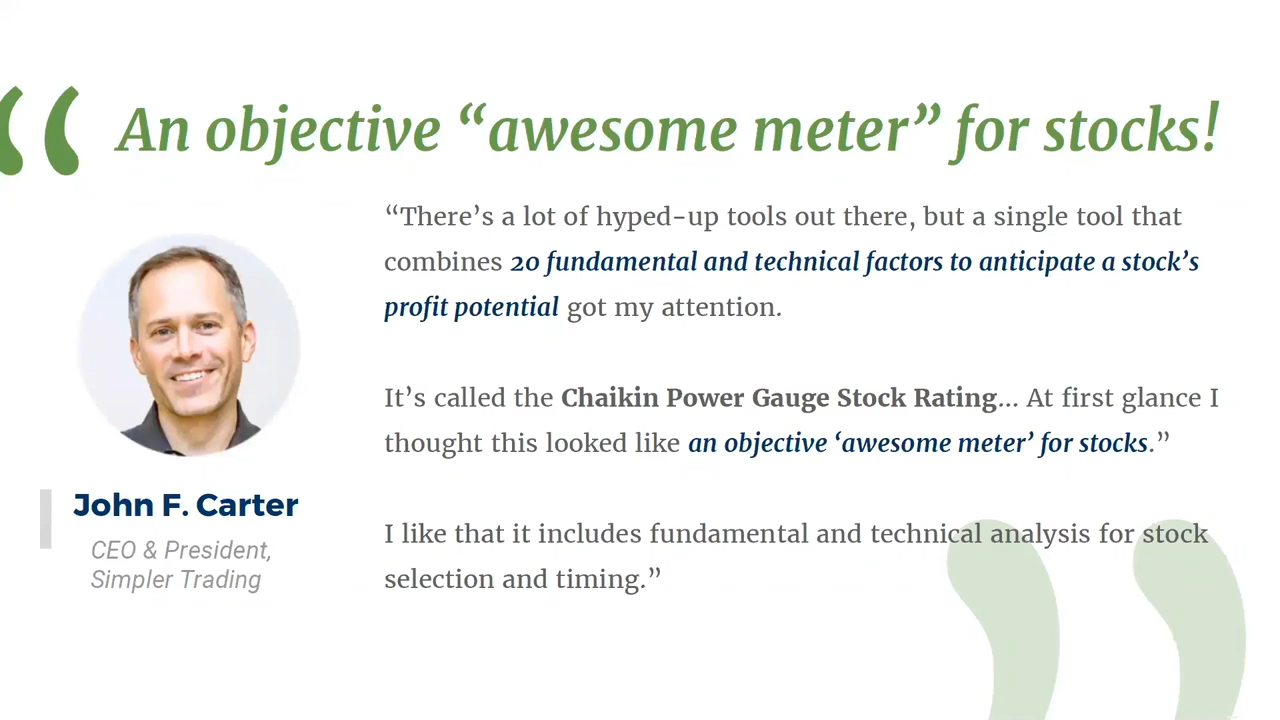 An objective “awesome meter” for stocks!
“There’s a lot of hyped-up tools out there, but a single tool that
combines 20 fundamental and technical factors to anticipate a stock’s
profit potential got my attention.
It’s called the Chaikin Power Gauge Stock Rating... At first glance I
thought this looked like an objective ‘awesome meter’ for stocks.”
I like that it includes fundamental and technical analysis for stock
selection and timing.”
John F. Carter
CEO & President,
Simpler Trading